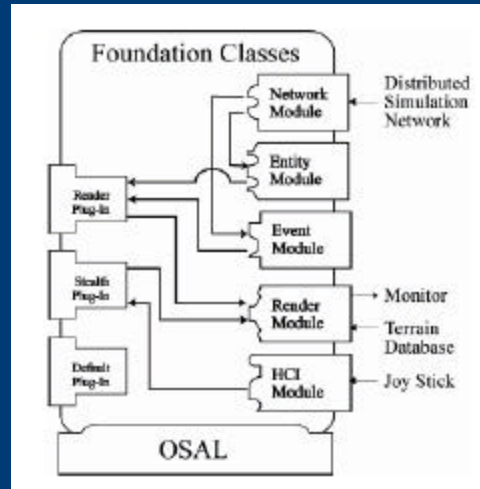 Foundation Classes
Network
Module
Distributed
Simulation
Network
Entity
Module
Render
Plug-In
Event
Module
Stealth
Plug-In
Render
Module
Monitor
Terrain
Database
Default
Plug-In
HCI
Module
Joy Stick
OSAL